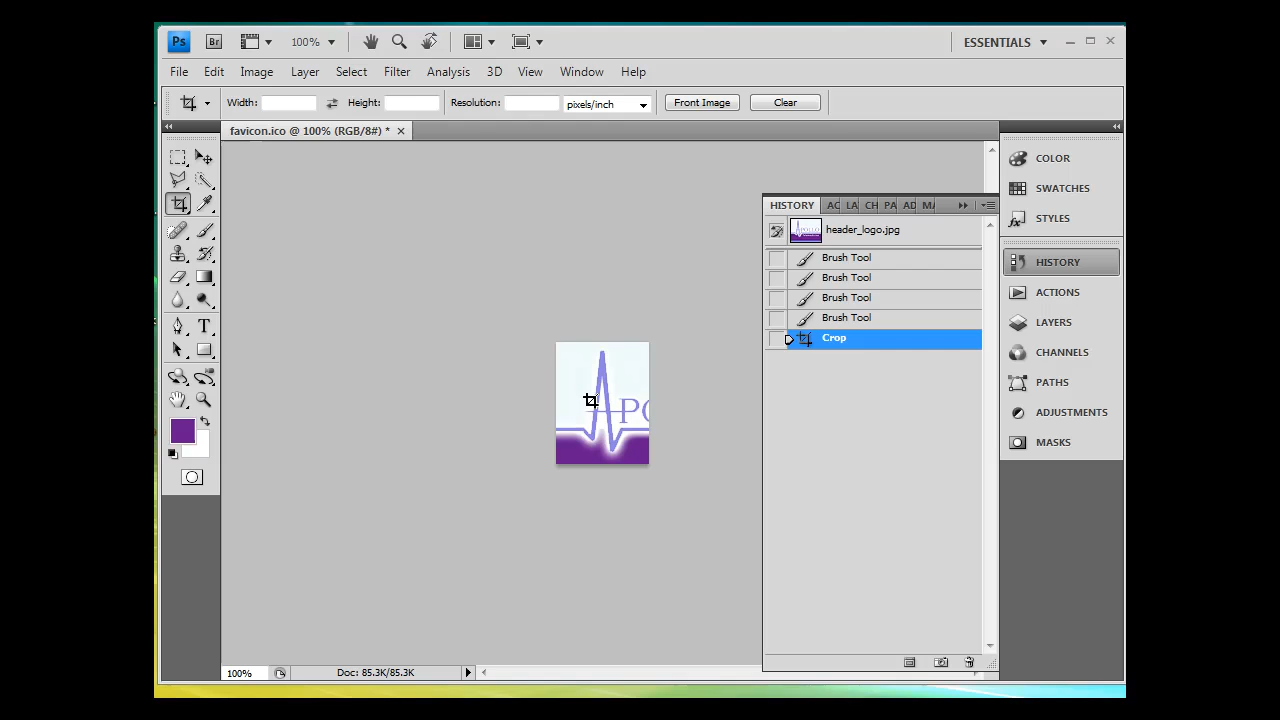 Ps Br 100% ESSENTIALS
File Edit Image Layer Select Filter Analysis 3D View Window Help
Width: Height: Resolution: pixels/inch Front Image Clear
favicon.ico @ 100% (RGB/8#) *
COLOR
SWATCHES
STYLES
HISTORY
ACTIONS
LAYERS
CHANNELS
PATHS
ADJUSTMENTS
MASKS
HISTORY AC LA CH PA AD MA
header_logo.jpg
Brush Tool
Brush Tool
Brush Tool
Brush Tool
Crop
PO
T
100% Doc: 85.3K/85.3K